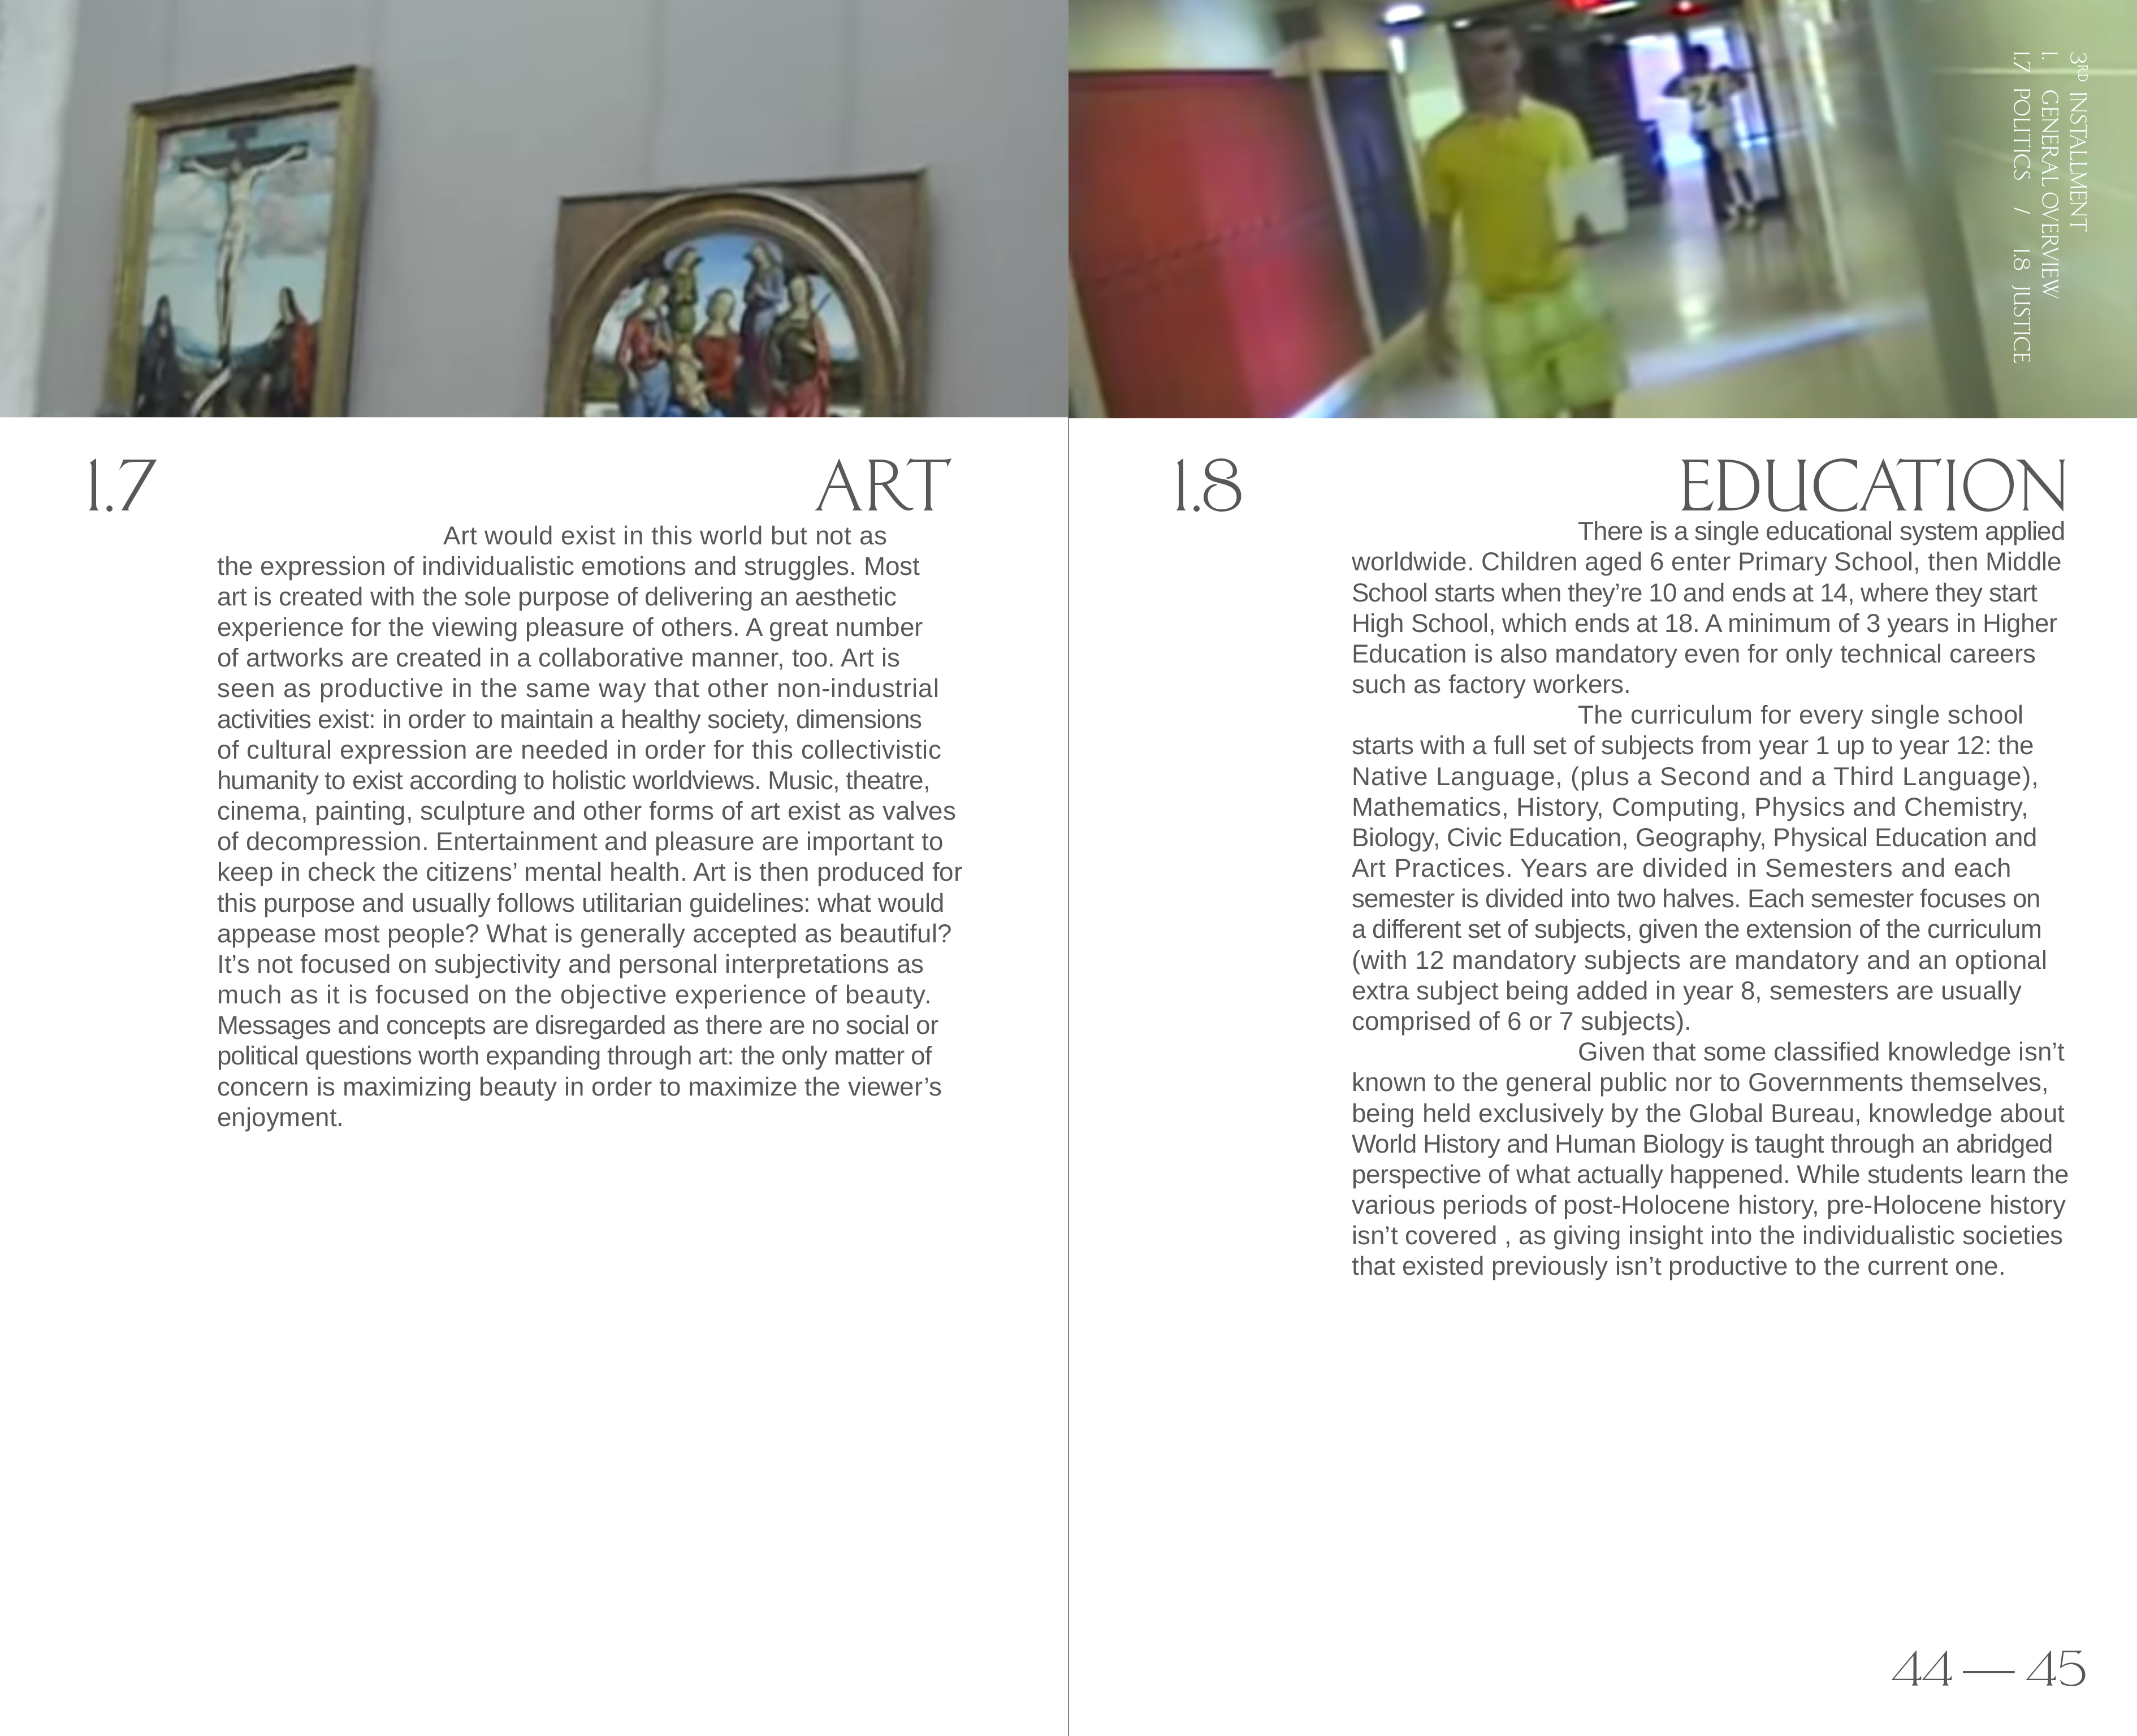 3RD INSTALLMENT
1. GENERAL OVERVIEW
1.7 POLITICS / 1.8 JUSTICE
24
1.7
ART
Art would exist in this world but not as
the expression of individualistic emotions and struggles. Most
art is created with the sole purpose of delivering an aesthetic
experience for the viewing pleasure of others. A great number
of artworks are created in a collaborative manner, too. Art is
seen as productive in the same way that other non-industrial
activities exist: in order to maintain a healthy society, dimensions
of cultural expression are needed in order for this collectivistic
humanity to exist according to holistic worldviews. Music, theatre,
cinema, painting, sculpture and other forms of art exist as valves
of decompression. Entertainment and pleasure are important to
keep in check the citizens’ mental health. Art is then produced for
this purpose and usually follows utilitarian guidelines: what would
appease most people? What is generally accepted as beautiful?
It’s not focused on subjectivity and personal interpretations as
much as it is focused on the objective experience of beauty.
Messages and concepts are disregarded as there are no social or
political questions worth expanding through art: the only matter of
concern is maximizing beauty in order to maximize the viewer’s
enjoyment.
1.8
EDUCATION
There is a single educational system applied
worldwide. Children aged 6 enter Primary School, then Middle
School starts when they’re 10 and ends at 14, where they start
High School, which ends at 18. A minimum of 3 years in Higher
Education is also mandatory even for only technical careers
such as factory workers.
The curriculum for every single school
starts with a full set of subjects from year 1 up to year 12: the
Native Language, (plus a Second and a Third Language),
Mathematics, History, Computing, Physics and Chemistry,
Biology, Civic Education, Geography, Physical Education and
Art Practices. Years are divided in Semesters and each
semester is divided into two halves. Each semester focuses on
a different set of subjects, given the extension of the curriculum
(with 12 mandatory subjects are mandatory and an optional
extra subject being added in year 8, semesters are usually
comprised of 6 or 7 subjects).
Given that some classified knowledge isn’t
known to the general public nor to Governments themselves,
being held exclusively by the Global Bureau, knowledge about
World History and Human Biology is taught through an abridged
perspective of what actually happened. While students learn the
various periods of post-Holocene history, pre-Holocene history
isn’t covered , as giving insight into the individualistic societies
that existed previously isn’t productive to the current one.
44 — 45